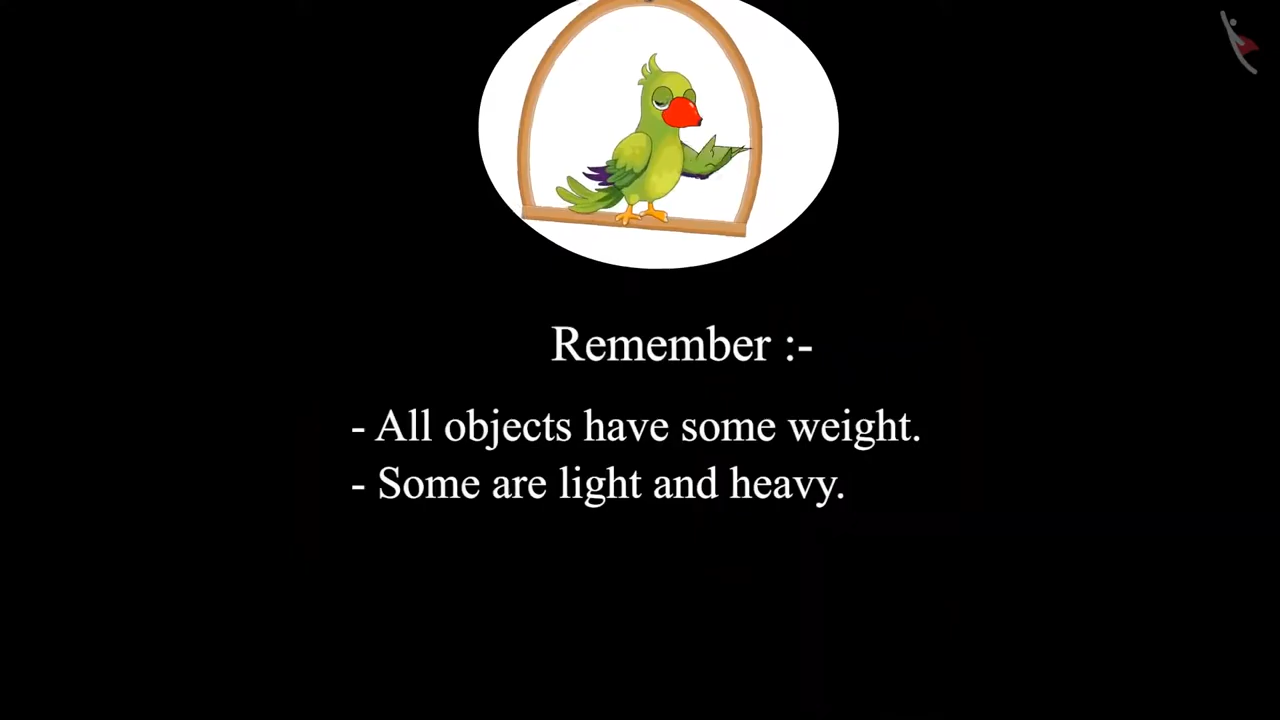 Remember :-
- All objects have some weight.
- Some are light and heavy.